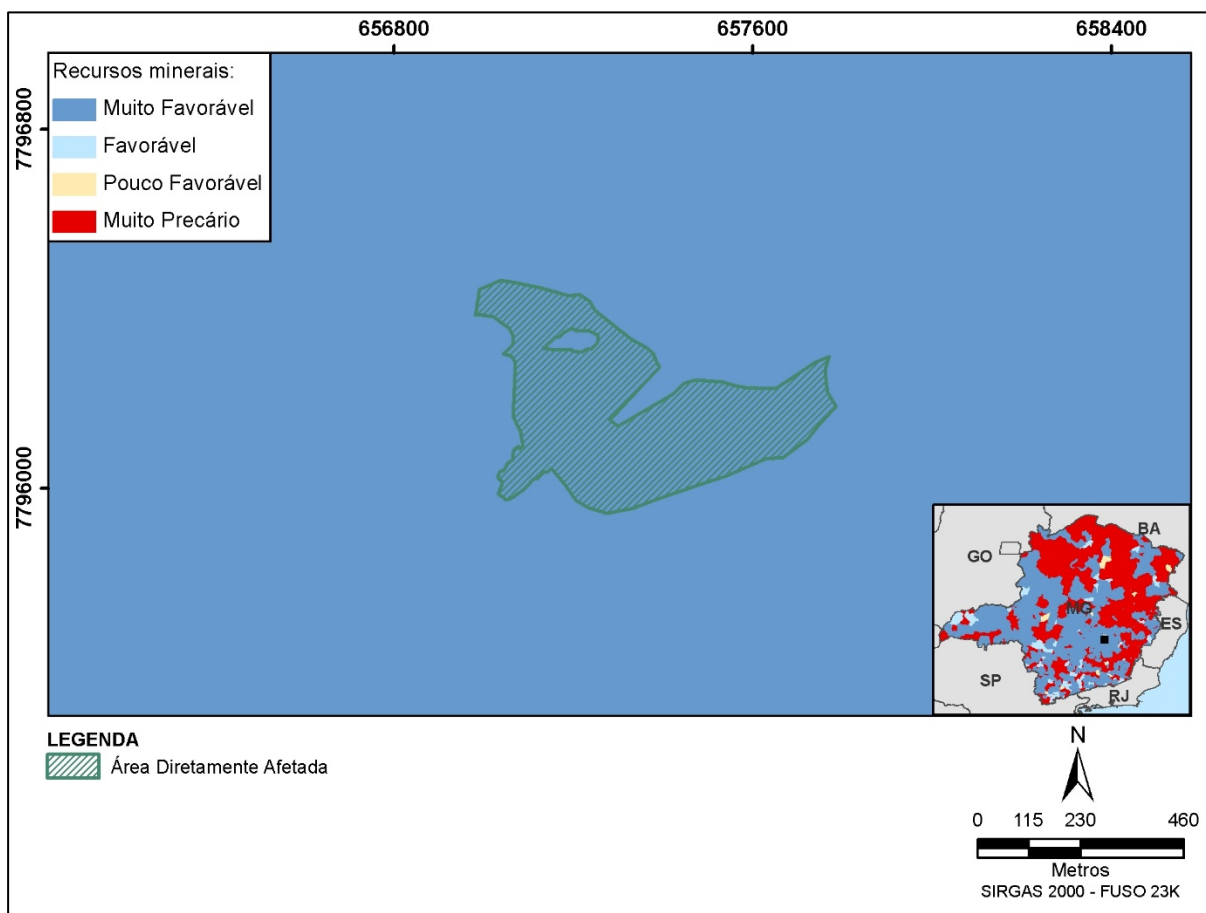 656800
657600
658400
7796800
7796000
Recursos minerais:
Muito Favorável
Favorável
Pouco Favorável
Muito Precário
BA
GO
MG
ES
SP
RJ
LEGENDA
Área Diretamente Afetada
N
0 115 230 460
Metros
SIRGAS 2000 - FUSO 23K